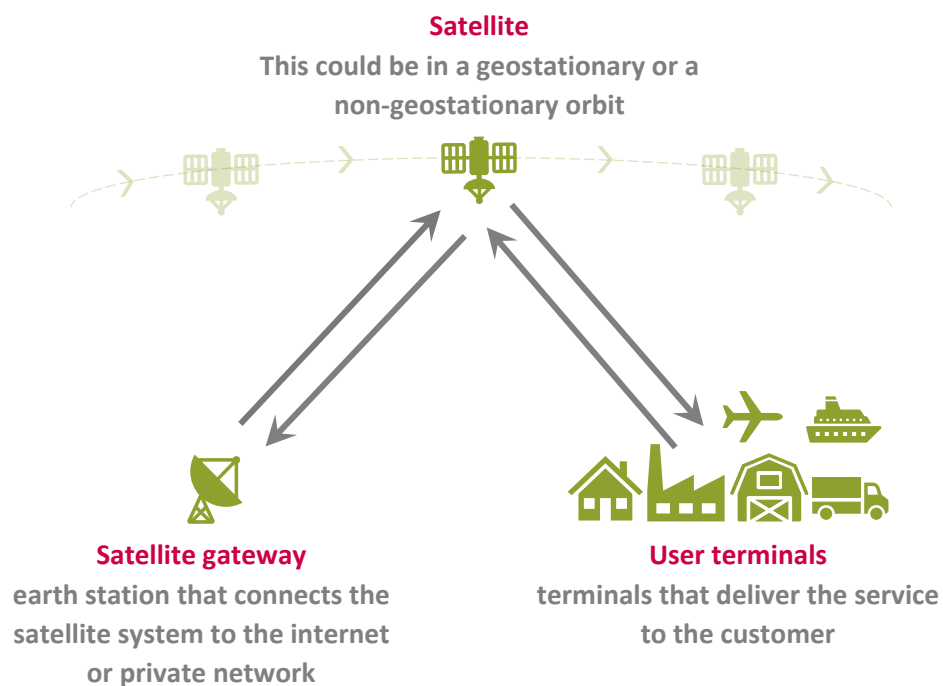 Satellite
This could be in a geostationary or a
non-geostationary orbit
Satellite gateway
earth station that connects the
satellite system to the internet
or private network
User terminals
terminals that deliver the service
to the customer